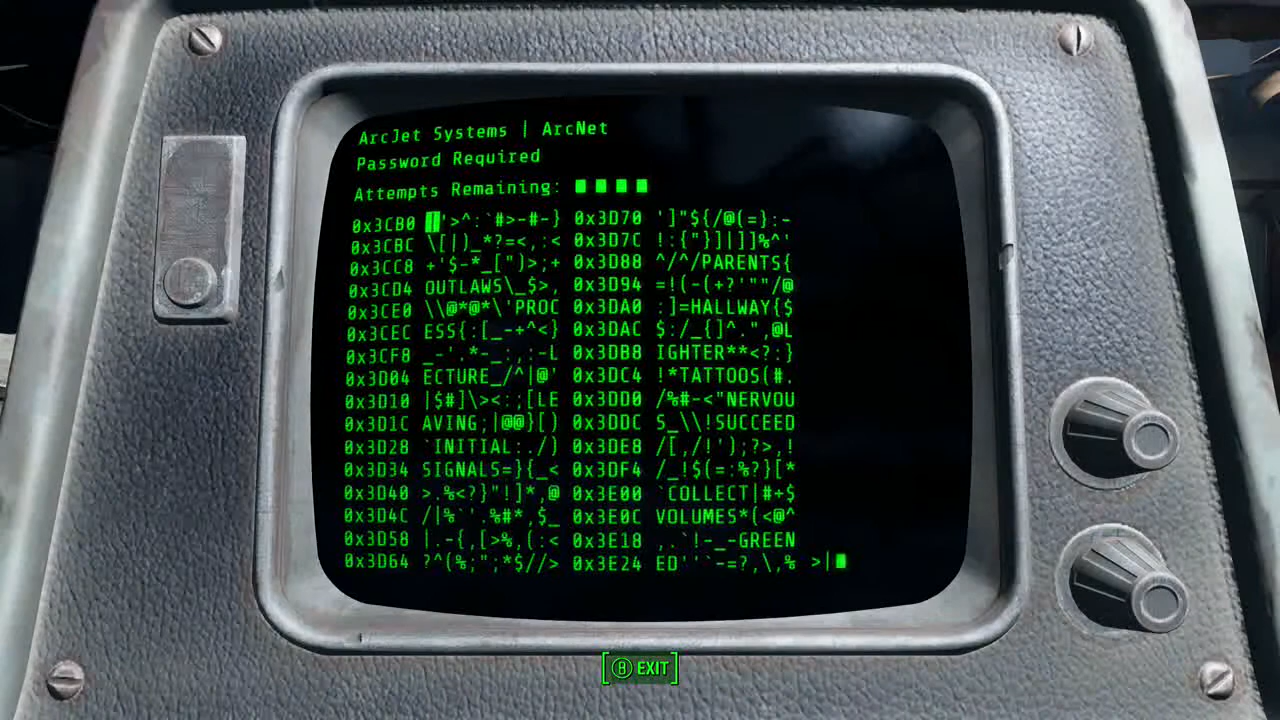 ArcJet Systems | ArcNet
Password Required
Attempts Remaining: ■ ■ ■ ■
0x3CB0 █'>^:`#>-#-} 0x3D70 ']"${/@(=}:-
0x3CBC \[|)_*?=<,:< 0x3D7C !:{"}]|]]%^'
0x3CC8 +'$-*_[")>;+ 0x3D88 ^/^/PARENTS{
0x3CD4 OUTLAWS\_$>, 0x3D94 =!(-(+?'""/@
0x3CE0 \\@*@*\'PROC 0x3DA0 :]=HALLWAY{$
0x3CEC ESS{:[_-+^<} 0x3DAC $:/_{]^.",@L
0x3CF8 _-',*-_:,:-L 0x3DB8 IGHTER**<?:}
0x3D04 ECTURE_/^|@' 0x3DC4 !*TATTOOS(#.
0x3D10 |$#]\><:;[LE 0x3DD0 /%#-<"NERVOU
0x3D1C AVING;|@@}[) 0x3DDC S_\\!SUCCEED
0x3D28 `INITIAL:./) 0x3DE8 /[,/!');?>,!
0x3D34 SIGNALS=}{_< 0x3DF4 /_!$(=:%?}[*
0x3D40 >.%<?}"!]*,@ 0x3E00 `COLLECT|#+$
0x3D4C /|%`'.%#*,$_ 0x3E0C VOLUMES*(<@^
0x3D58 |.-{,[>%,(:< 0x3E18 ,.`!-_-GREEN
0x3D64 ?^(%;";*$//> 0x3E24 ED''`-=?,\,% >|■
[Ⓑ EXIT]